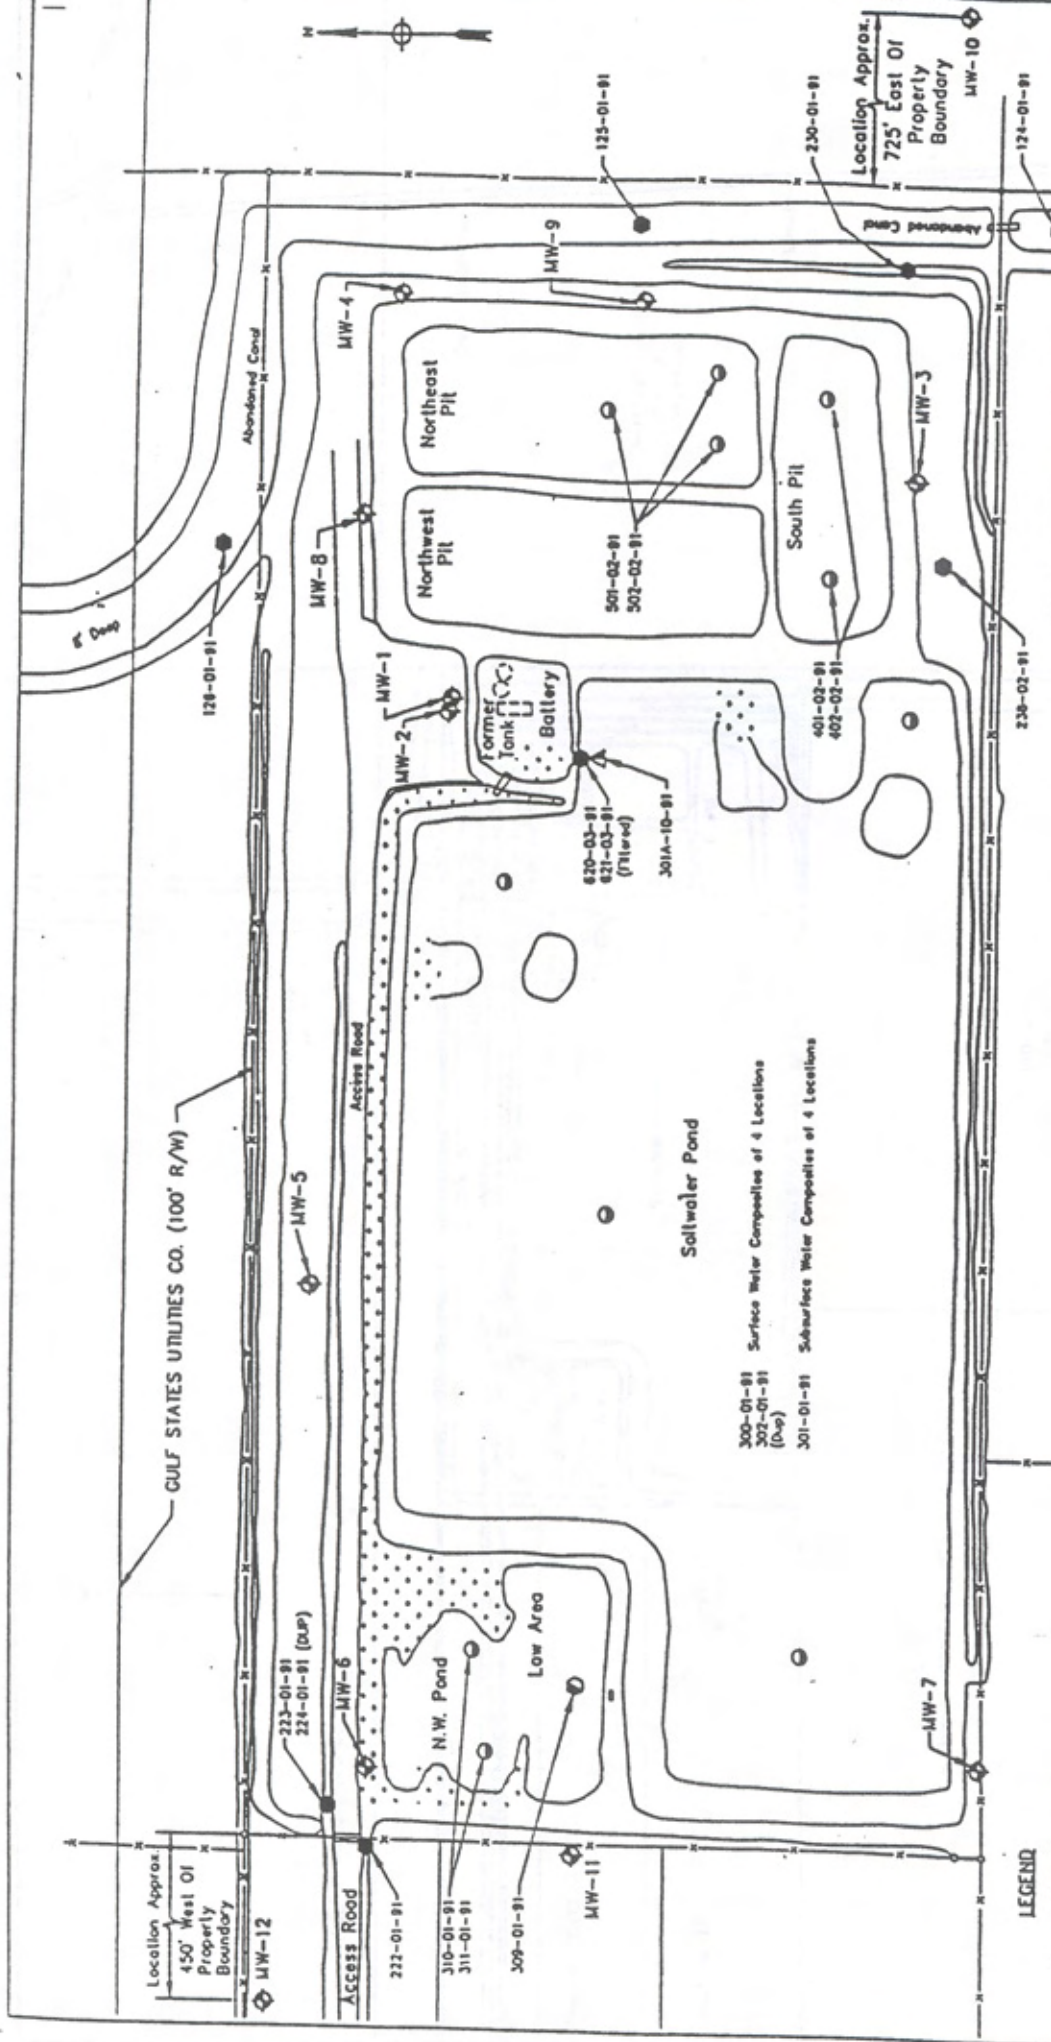 N
Location Approx.
725' East Of
Property
Boundary
MW-10
124-01-91
125-01-91
230-01-91
Abandoned Canal
MW-9
MW-4
Abandoned Canal
Northeast
Pit
Northwest
Pit
South Pit
MW-3
MW-8
501-02-91
502-02-91
8' Deep
128-01-91
MW-1
MW-2
Former
Tank
Battery
401-02-91
402-02-91
238-02-91
620-03-91
621-03-91
(Filtered)
301A-10-91
Access Road
GULF STATES UTILITIES CO. (100' R/W)
MW-5
Saltwater Pond
300-01-91 Surface Water Composites of 4 Locations
302-01-91
(Dup)
301-01-91 Subsurface Water Composites of 4 Locations
223-01-91
224-01-91 (DUP)
MW-6
N.W. Pond
Low Area
MW-7
Location Approx.
450' West Of
Property
Boundary
MW-12
Access Road
222-01-91
310-01-91
311-01-91
309-01-91
MW-11
LEGEND